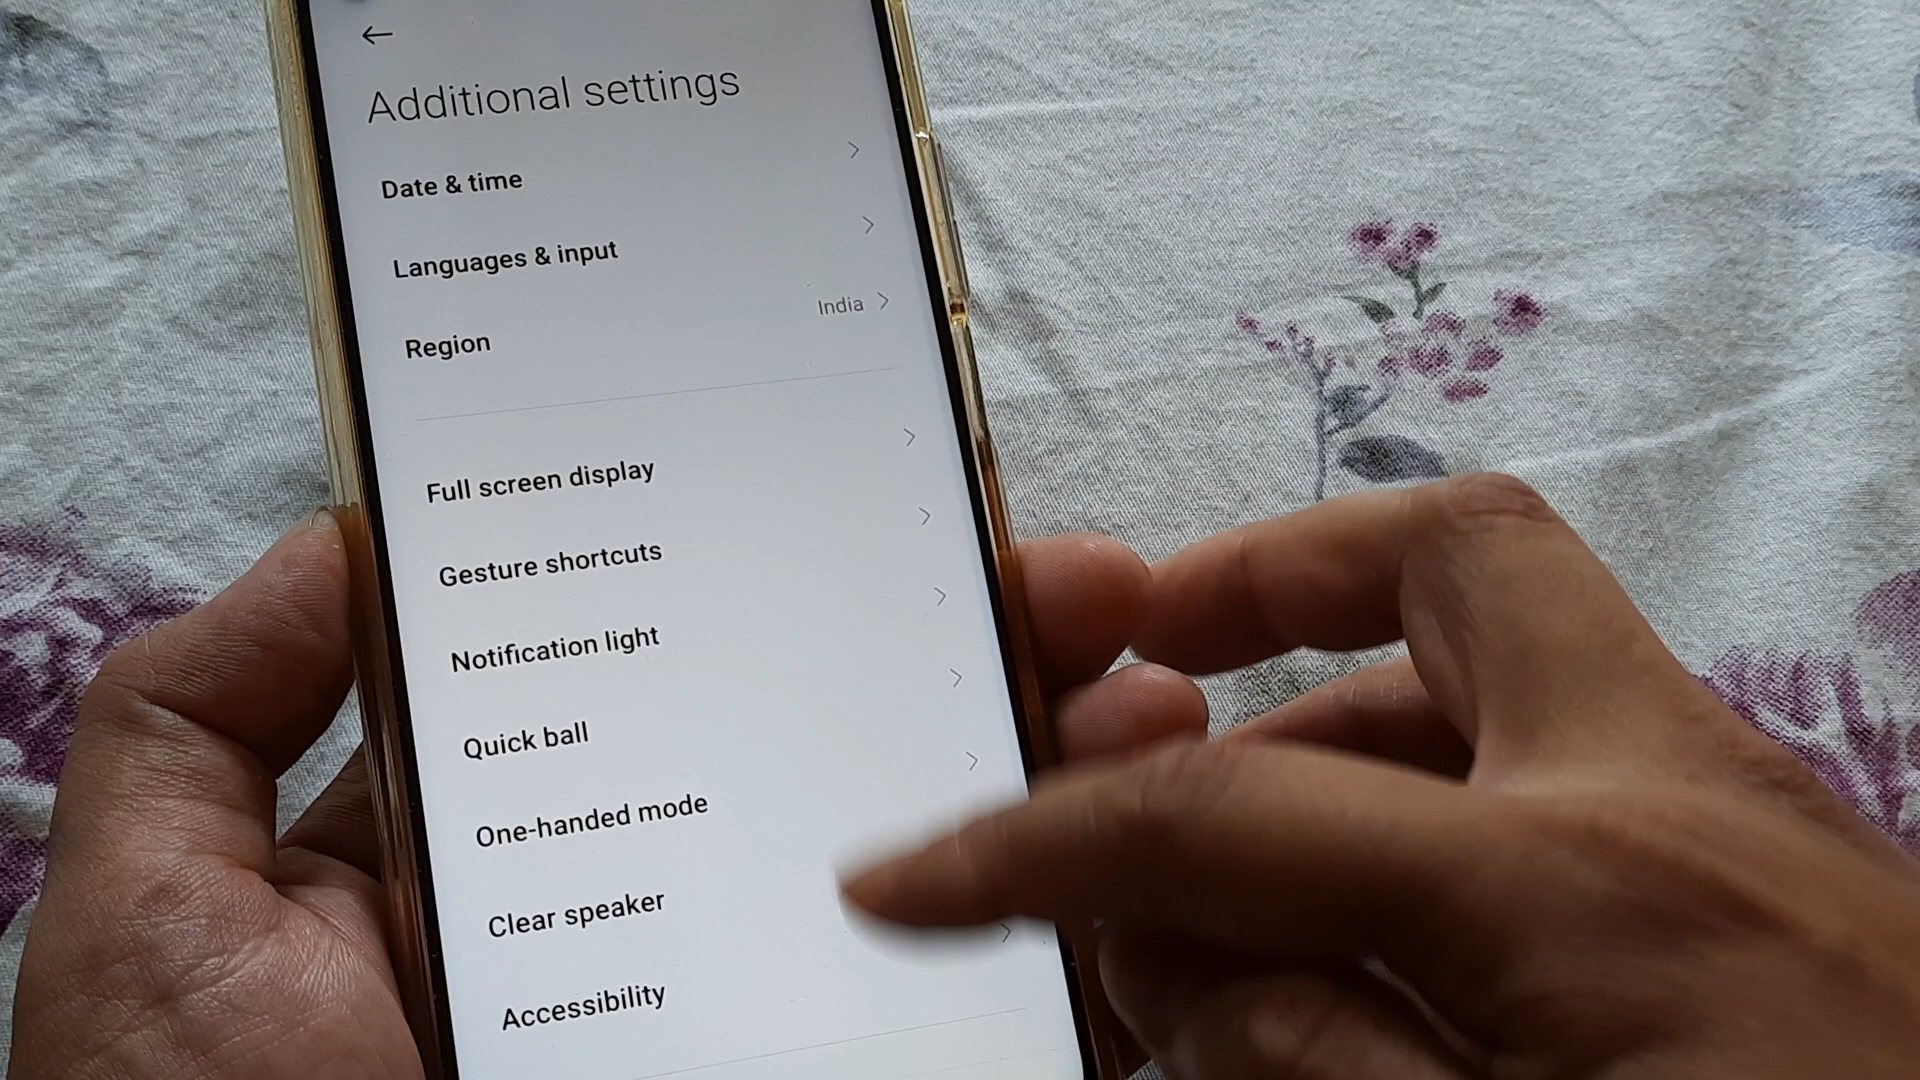 Additional settings
Date & time
Languages & input
Region India
Full screen display
Gesture shortcuts
Notification light
Quick ball
One-handed mode
Clear speaker
Accessibility